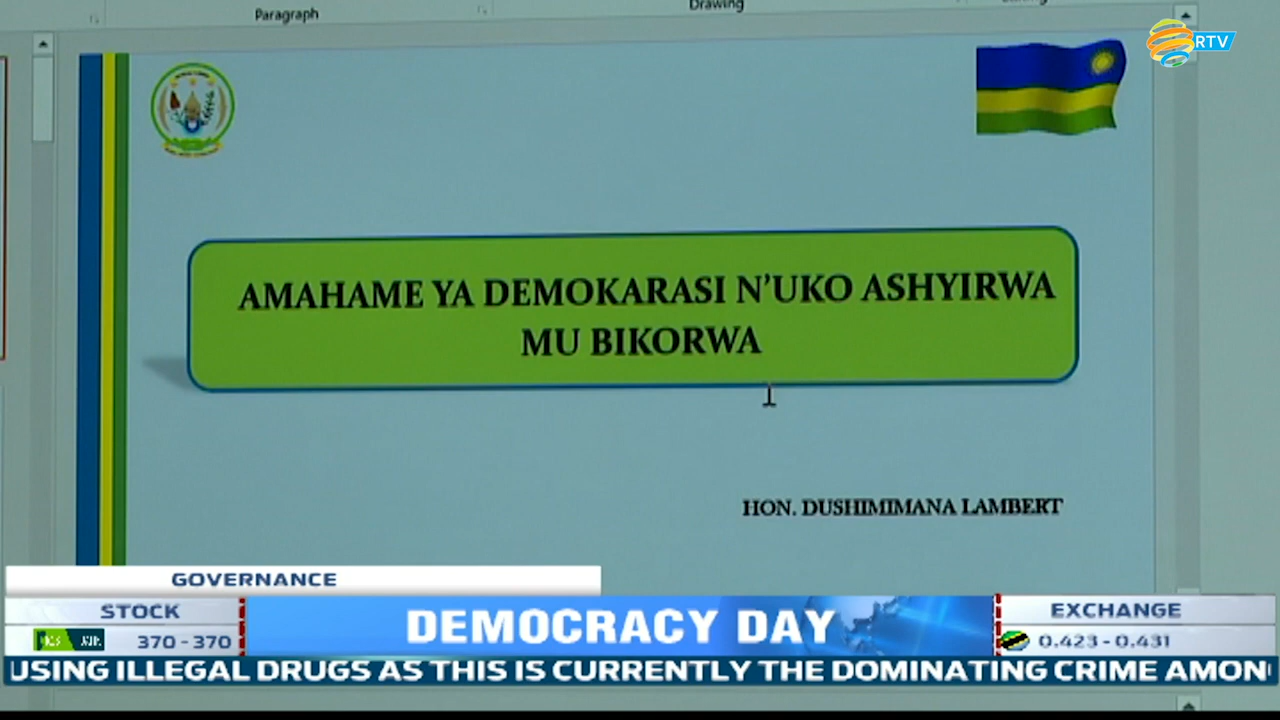 Paragraph
Drawing
RTV
AMAHAME YA DEMOKARASI N'UKO ASHYIRWA
MU BIKORWA
HON. DUSHIMIMANA LAMBERT
GOVERNANCE
STOCK
370 - 370
DEMOCRACY DAY
EXCHANGE
0.423 - 0.431
USING ILLEGAL DRUGS AS THIS IS CURRENTLY THE DOMINATING CRIME AMON